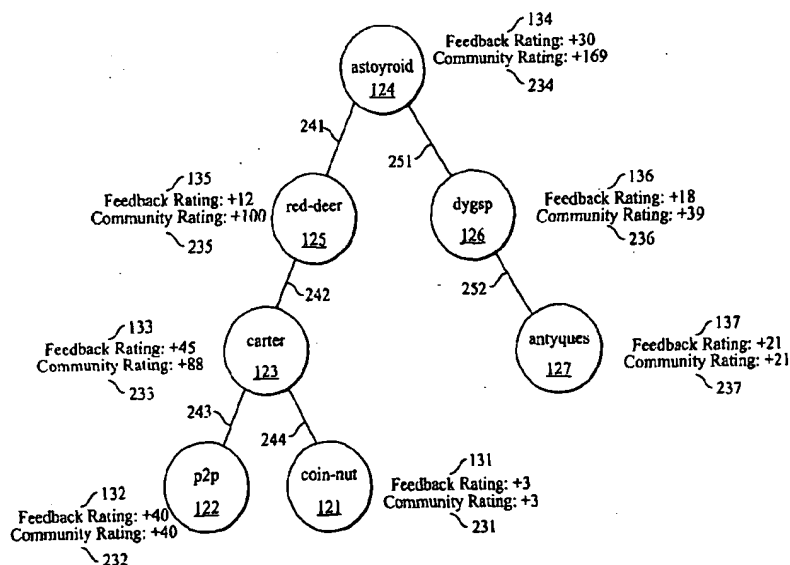 134
Feedback Rating: +30
Community Rating: +169
234
astoyroid
124
241
251
135
Feedback Rating: +12
Community Rating: +100
235
red-deer
125
dygsp
126
136
Feedback Rating: +18
Community Rating: +39
236
242
252
133
Feedback Rating: +45
Community Rating: +88
233
carter
123
antyques
127
137
Feedback Rating: +21
Community Rating: +21
237
243
244
132
Feedback Rating: +40
Community Rating: +40
232
p2p
122
coin-nut
121
131
Feedback Rating: +3
Community Rating: +3
231